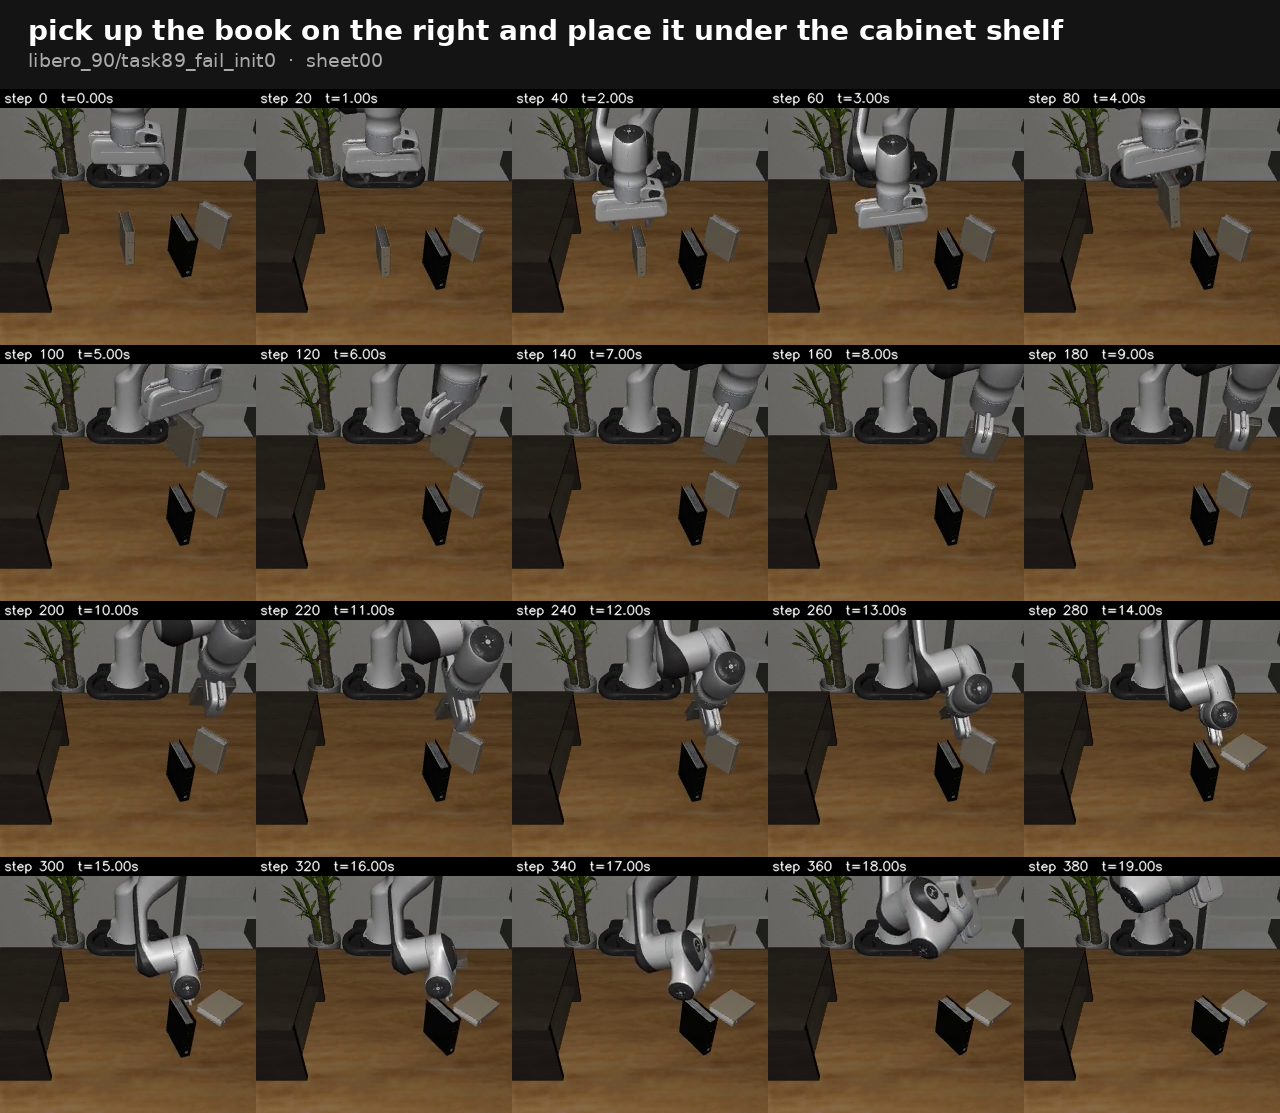 pick up the book on the right and place it under the cabinet shelf
libero_90/task89_fail_init0 · sheet00
step 0 t=0.00s
step 20 t=1.00s
step 40 t=2.00s
step 60 t=3.00s
step 80 t=4.00s
step 100 t=5.00s
step 120 t=6.00s
step 140 t=7.00s
step 160 t=8.00s
step 180 t=9.00s
step 200 t=10.00s
step 220 t=11.00s
step 240 t=12.00s
step 260 t=13.00s
step 280 t=14.00s
step 300 t=15.00s
step 320 t=16.00s
step 340 t=17.00s
step 360 t=18.00s
step 380 t=19.00s